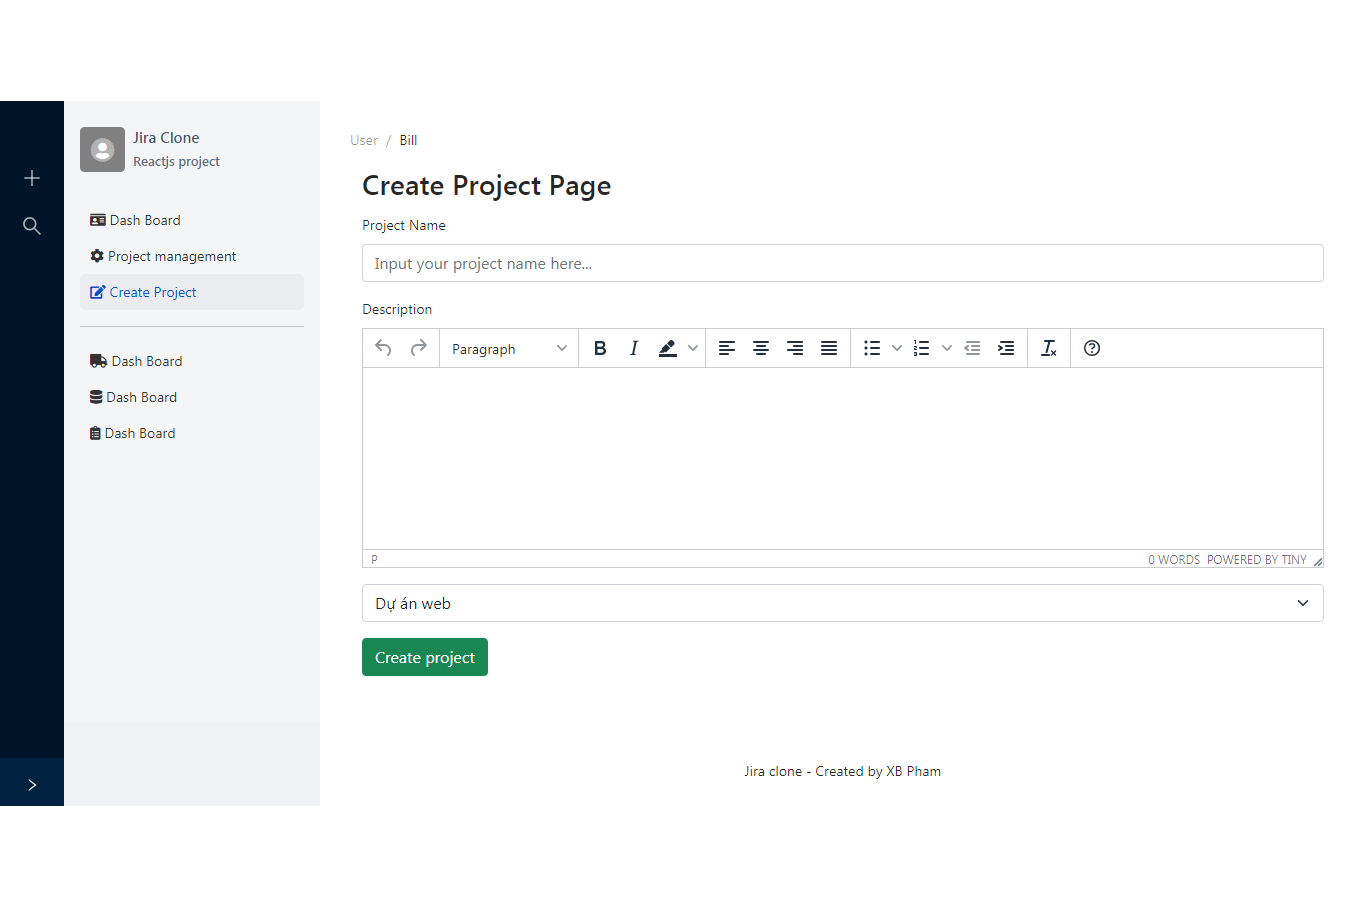 Jira Clone
Reactjs project
Dash Board
Project management
Create Project
Dash Board
Dash Board
Dash Board
User / Bill
Create Project Page
Project Name
Input your project name here...
Description
Paragraph
P
0 WORDS POWERED BY TINY
Dự án web
Create project
Jira clone - Created by XB Pham